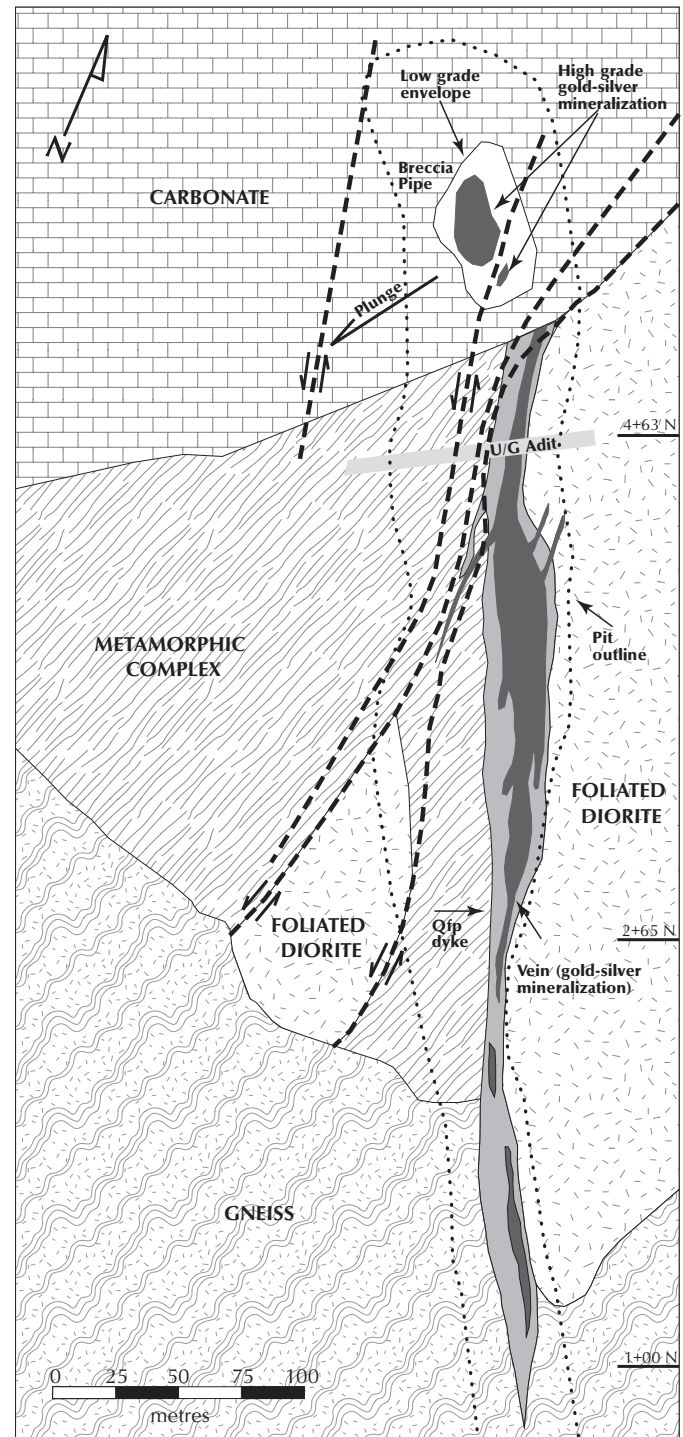 Low grade
envelope
High grade
gold-silver
mineralization
N
Breccia
Pipe
CARBONATE
Plunge
4+63 N
U/G Adit
METAMORPHIC
COMPLEX
Pit
outline
FOLIATED
DIORITE
Qfp
dyke
FOLIATED
DIORITE
2+65 N
Vein (gold-silver
mineralization)
GNEISS
1+00 N
0 25 50 75 100
metres